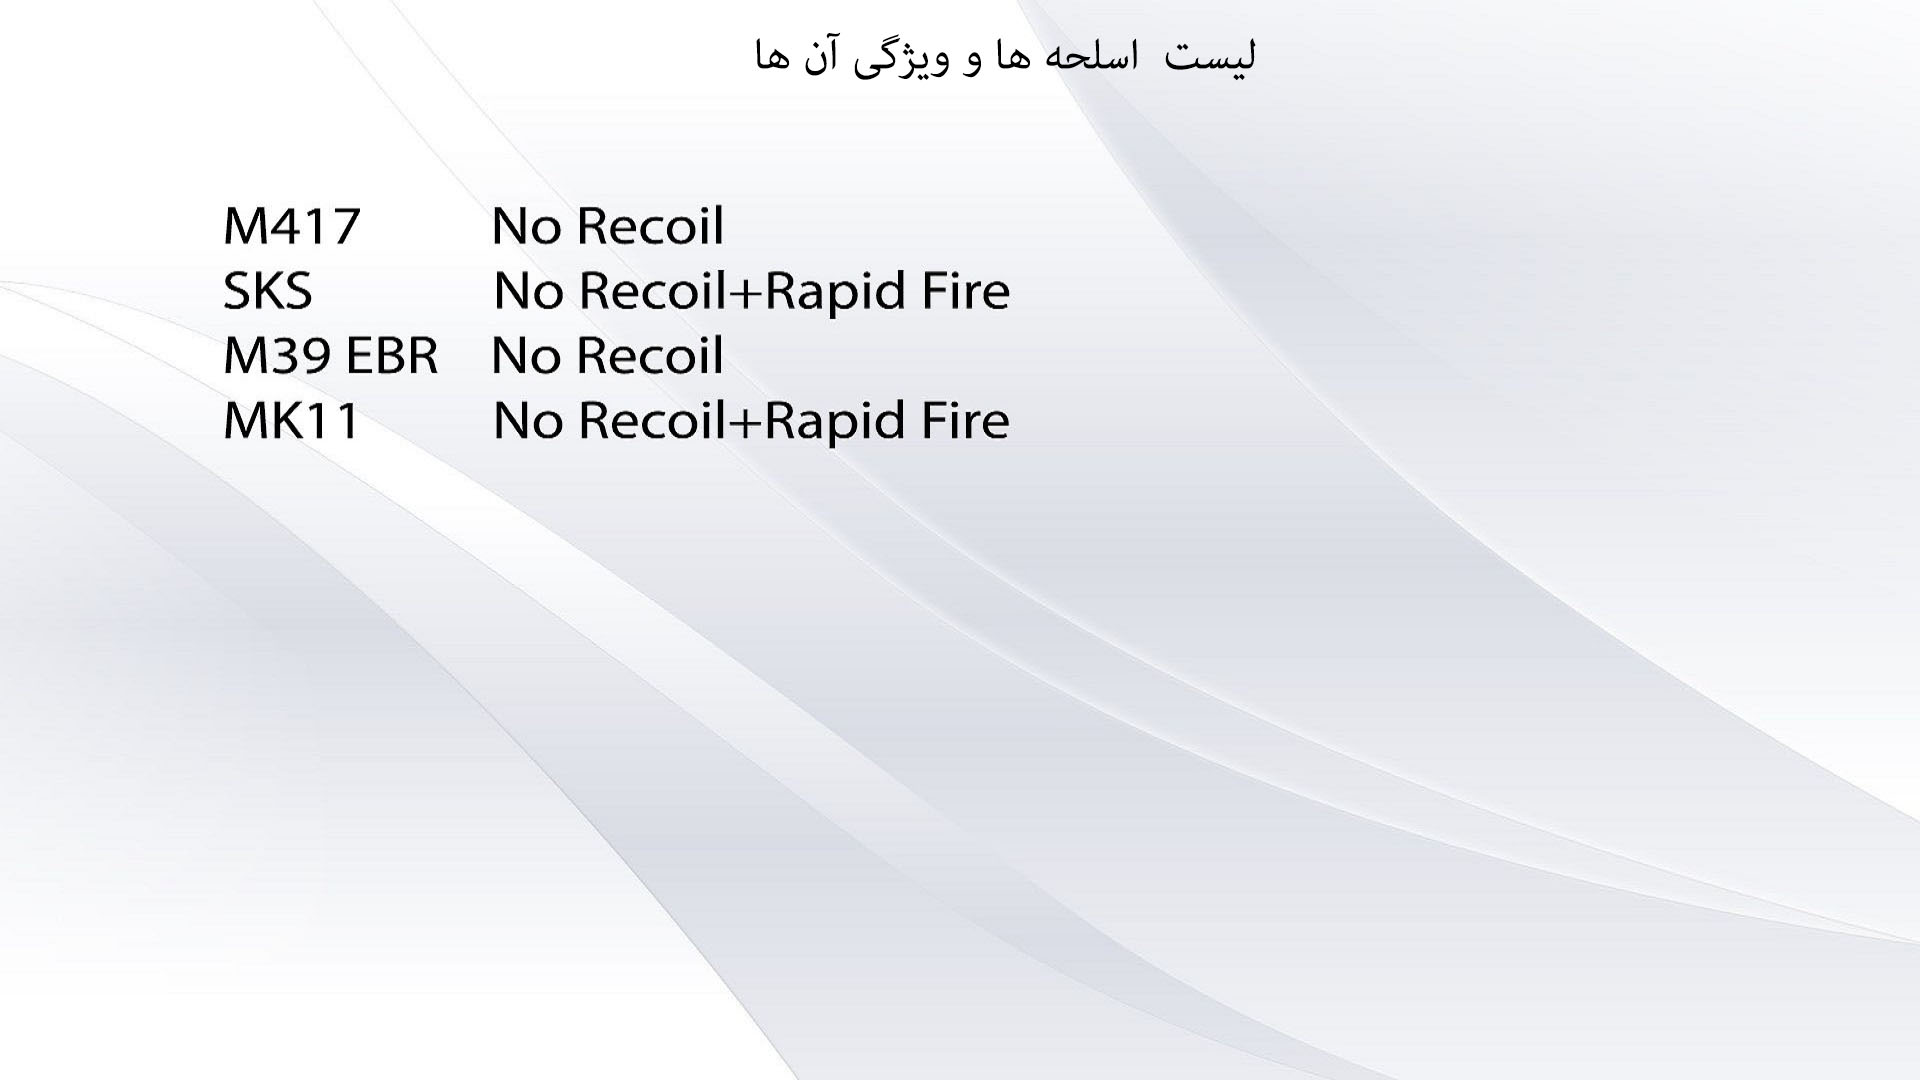 لیست اسلحه ها و ویژگی آن ها
M417 No Recoil
SKS No Recoil+Rapid Fire
M39 EBR No Recoil
MK11 No Recoil+Rapid Fire